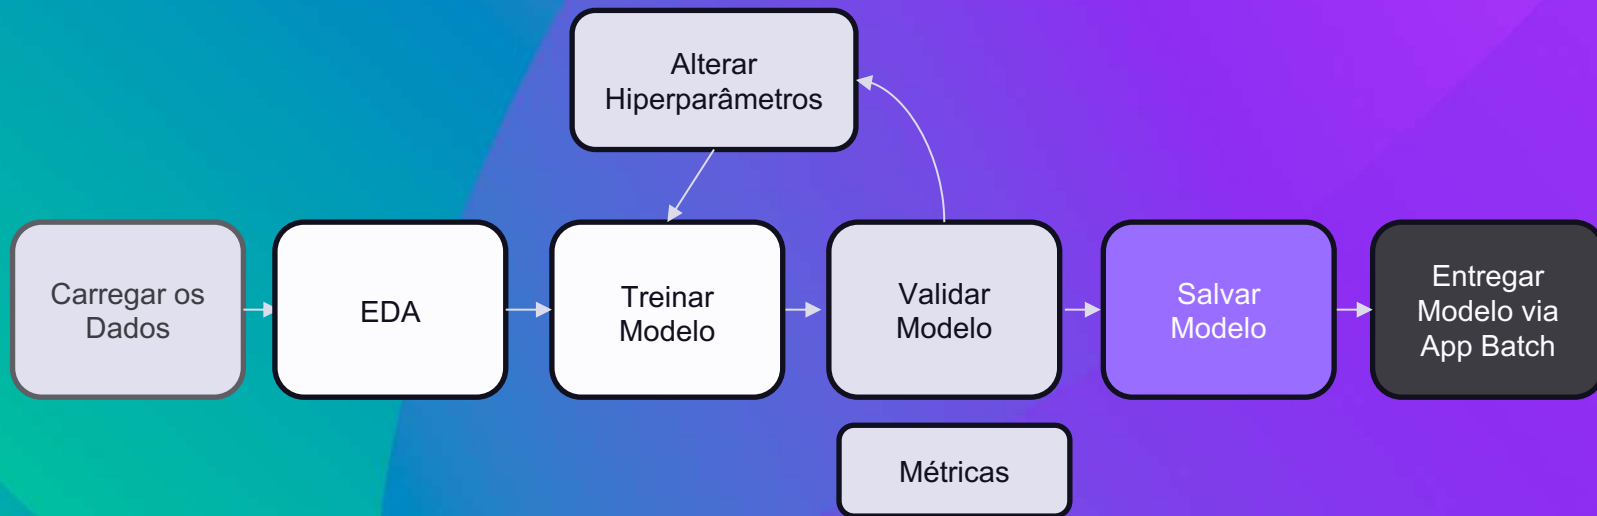 Alterar
Hiperparâmetros
Carregar os
Dados
EDA
Treinar
Modelo
Validar
Modelo
Salvar
Modelo
Entregar
Modelo via
App Batch
Métricas